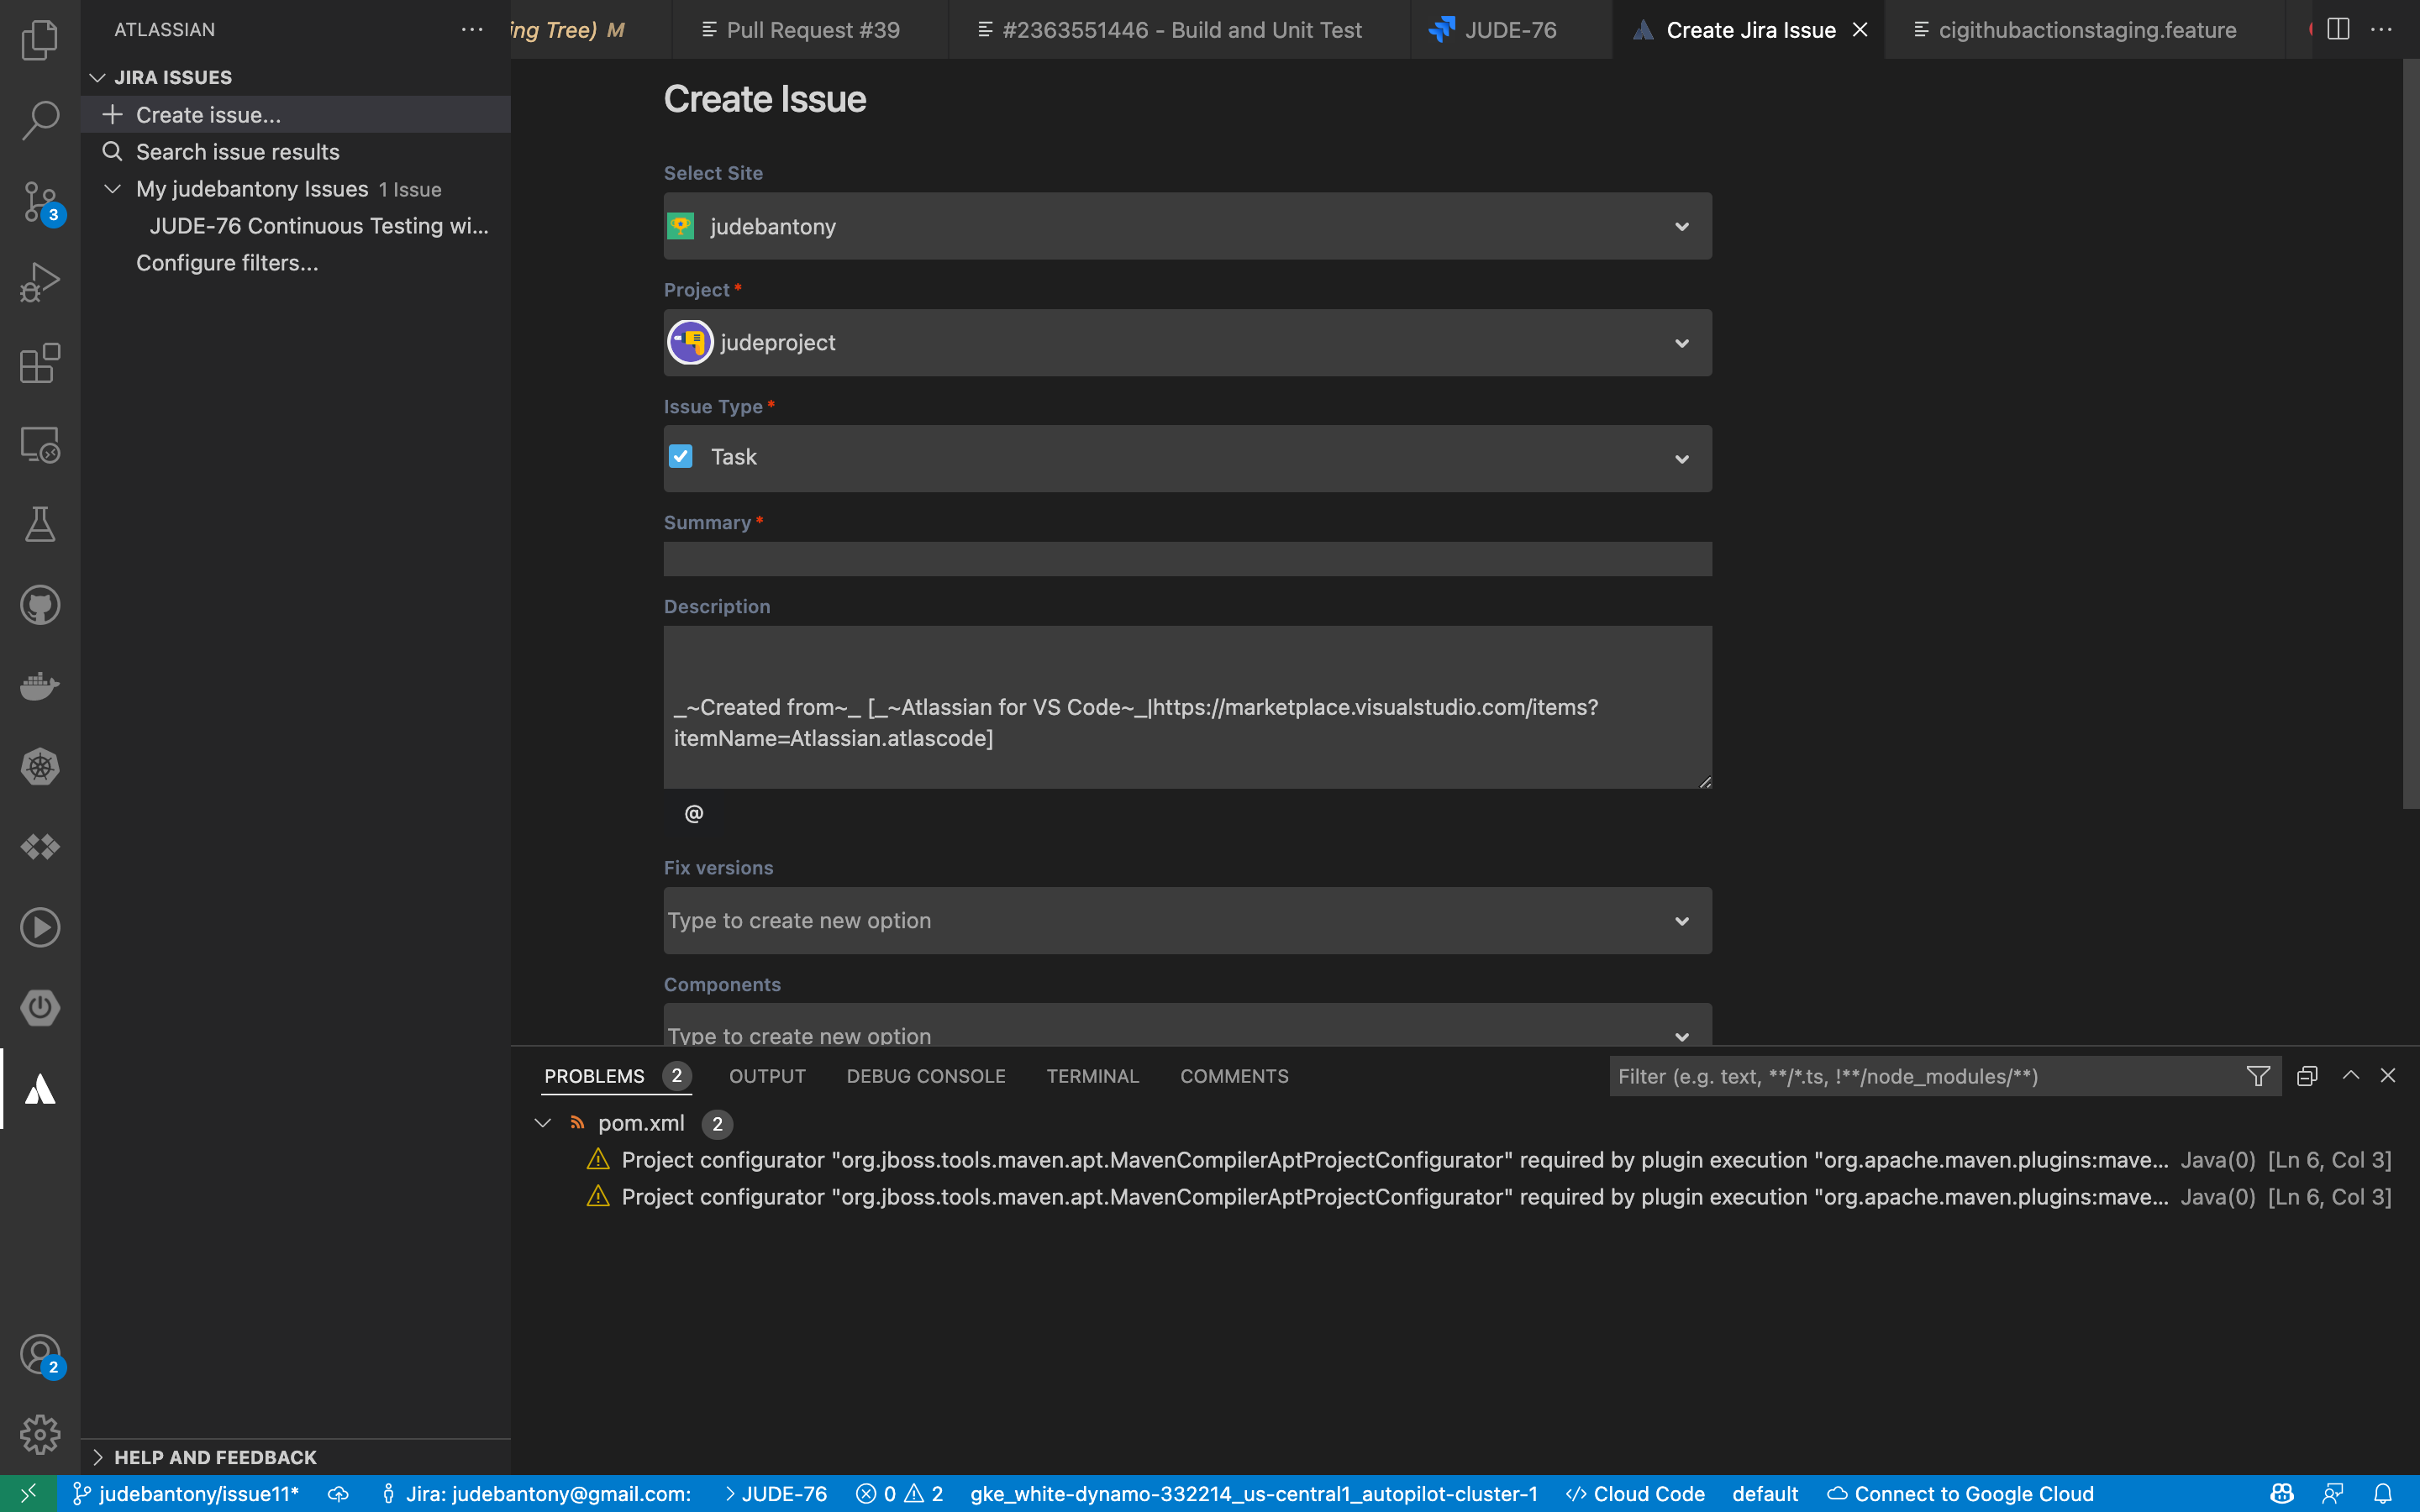 ATLASSIAN
JIRA ISSUES
Create issue...
Search issue results
My judebantony Issues 1 Issue
JUDE-76 Continuous Testing wi...
Configure filters...
HELP AND FEEDBACK
3
2
ing Tree) M
Pull Request #39
#2363551446 - Build and Unit Test
JUDE-76
Create Jira Issue
cigithubactionstaging.feature
Create Issue
Select Site
judebantony
Project *
judeproject
Issue Type *
Task
Summary *
Description
_~Created from~_ [_~Atlassian for VS Code~_|https://marketplace.visualstudio.com/items?
itemName=Atlassian.atlascode]
@
Fix versions
Type to create new option
Components
Type to create new option
PROBLEMS 2 OUTPUT DEBUG CONSOLE TERMINAL COMMENTS
Filter (e.g. text, **/*.ts, !**/node_modules/**)
pom.xml 2
Project configurator "org.jboss.tools.maven.apt.MavenCompilerAptProjectConfigurator" required by plugin execution "org.apache.maven.plugins:mave... Java(0) [Ln 6, Col 3]
Project configurator "org.jboss.tools.maven.apt.MavenCompilerAptProjectConfigurator" required by plugin execution "org.apache.maven.plugins:mave... Java(0) [Ln 6, Col 3]
judebantony/issue11* Jira: judebantony@gmail.com: JUDE-76 0 2 gke_white-dynamo-332214_us-central1_autopilot-cluster-1 Cloud Code default Connect to Google Cloud